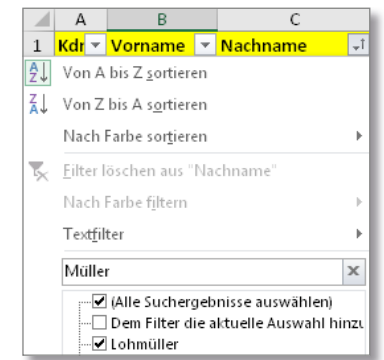 A B C
1 Kdr Vorname Nachname
Von A bis Z sortieren
Von Z bis A sortieren
Nach Farbe sortieren
Filter löschen aus "Nachname"
Nach Farbe filtern
Textfilter
Müller
(Alle Suchergebnisse auswählen)
Dem Filter die aktuelle Auswahl hinzu
Lohmüller